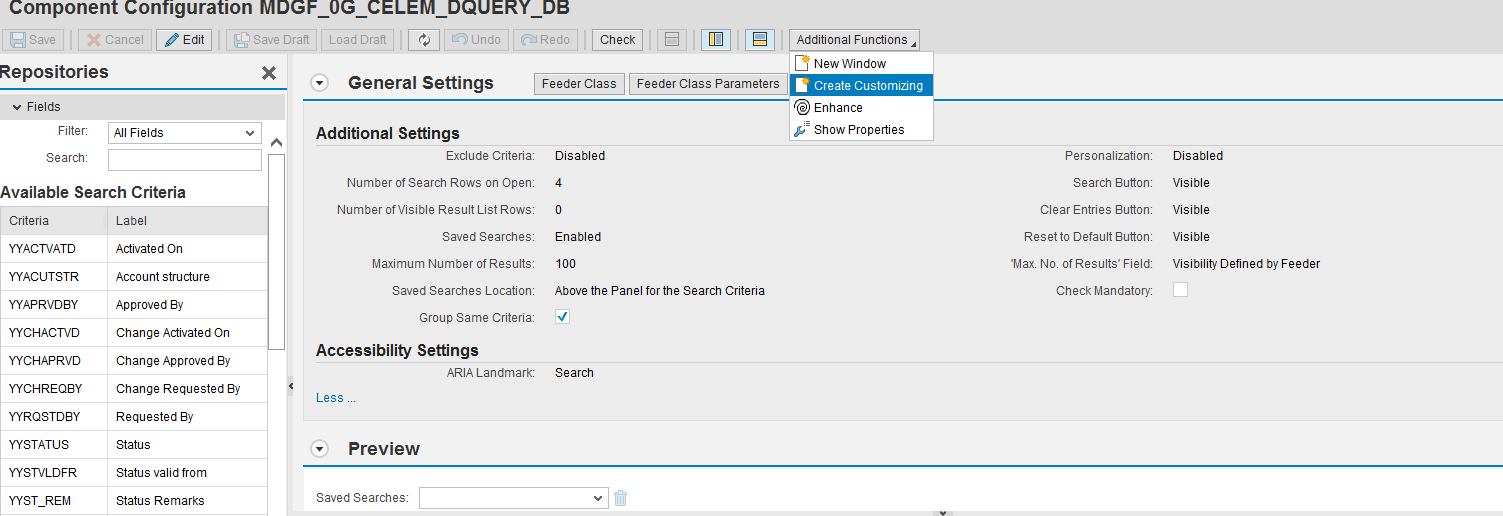 Component Configuration MDGF_0G_CELEM_DQUERY_DB
Save Cancel Edit Save Draft Load Draft Undo Redo Check Additional Functions
New Window
Create Customizing
Enhance
Show Properties
Repositories
Fields
Filter: All Fields
Search:
Available Search Criteria
Criteria Label
YYACTVATD Activated On
YYACUTSTR Account structure
YYAPRVDBY Approved By
YYCHACTVD Change Activated On
YYCHAPRVD Change Approved By
YYCHREQBY Change Requested By
YYRQSTDBY Requested By
YYSTATUS Status
YYSTVLDFR Status valid from
YYST_REM Status Remarks
General Settings Feeder Class Feeder Class Parameters
Additional Settings
Exclude Criteria: Disabled
Number of Search Rows on Open: 4
Number of Visible Result List Rows: 0
Saved Searches: Enabled
Maximum Number of Results: 100
Saved Searches Location: Above the Panel for the Search Criteria
Group Same Criteria:
Personalization: Disabled
Search Button: Visible
Clear Entries Button: Visible
Reset to Default Button: Visible
'Max. No. of Results' Field: Visibility Defined by Feeder
Check Mandatory:
Accessibility Settings
ARIA Landmark: Search
Less ...
Preview
Saved Searches: